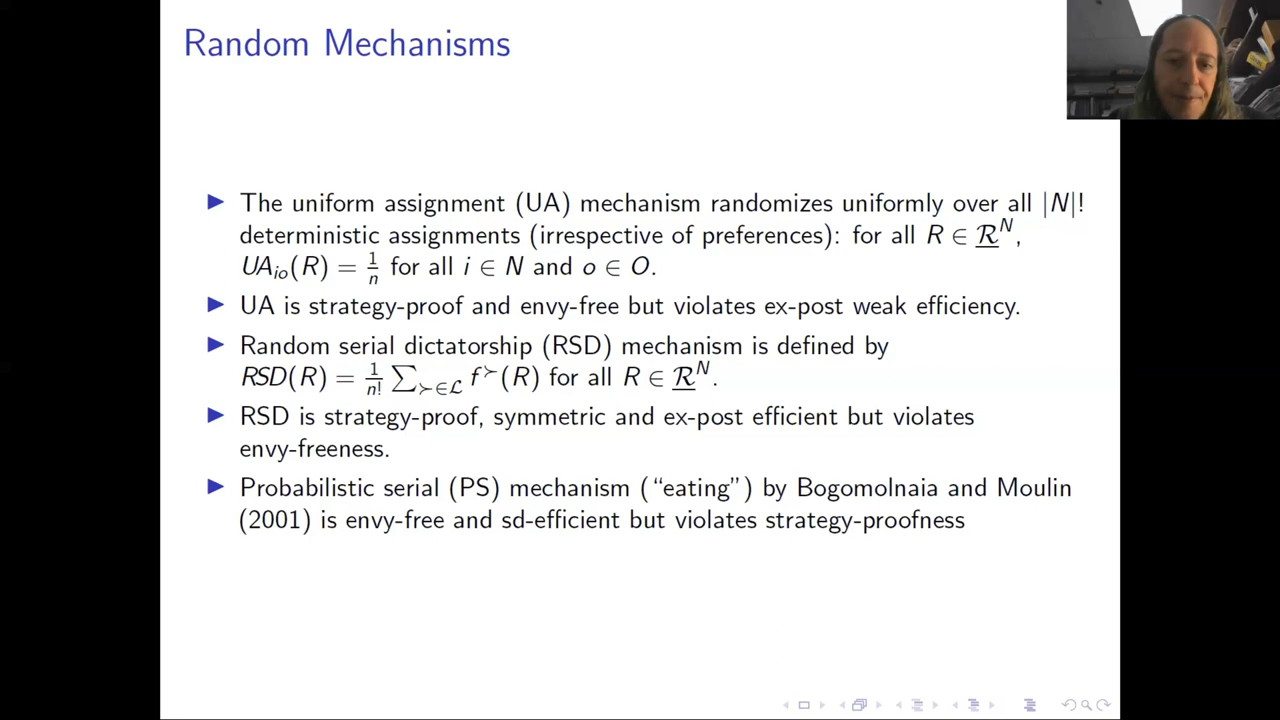 Random Mechanisms
The uniform assignment (UA) mechanism randomizes uniformly over all |N|!
deterministic assignments (irrespective of preferences): for all R ∈ ℛ̲ᴺ,
UAᵢₒ(R) = 1/n for all i ∈ N and o ∈ O.
UA is strategy-proof and envy-free but violates ex-post weak efficiency.
Random serial dictatorship (RSD) mechanism is defined by
RSD(R) = 1/n! ∑_{≻∈ℒ} f^≻(R) for all R ∈ ℛ̲ᴺ.
RSD is strategy-proof, symmetric and ex-post efficient but violates
envy-freeness.
Probabilistic serial (PS) mechanism (“eating”) by Bogomolnaia and Moulin
(2001) is envy-free and sd-efficient but violates strategy-proofness